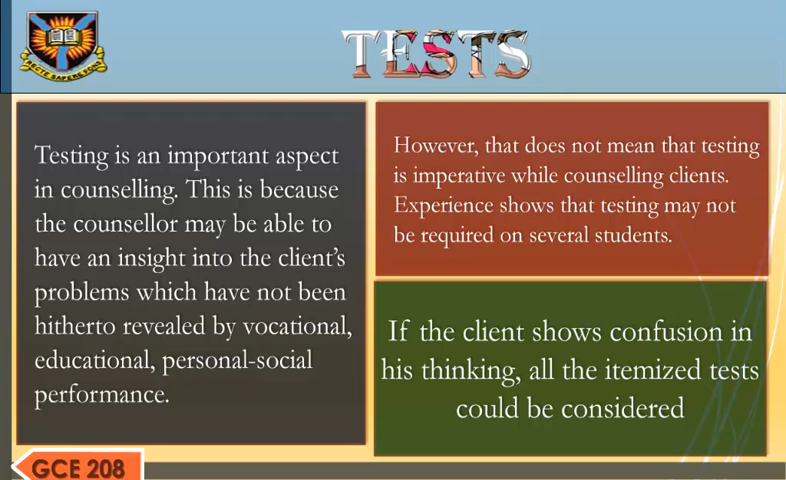 TESTS
Testing is an important aspect
in counselling. This is because
the counsellor may be able to
have an insight into the client's
problems which have not been
hitherto revealed by vocational,
educational, personal-social
performance.
However, that does not mean that testing
is imperative while counselling clients.
Experience shows that testing may not
be required on several students.
If the client shows confusion in
his thinking, all the itemized tests
could be considered
GCE 208